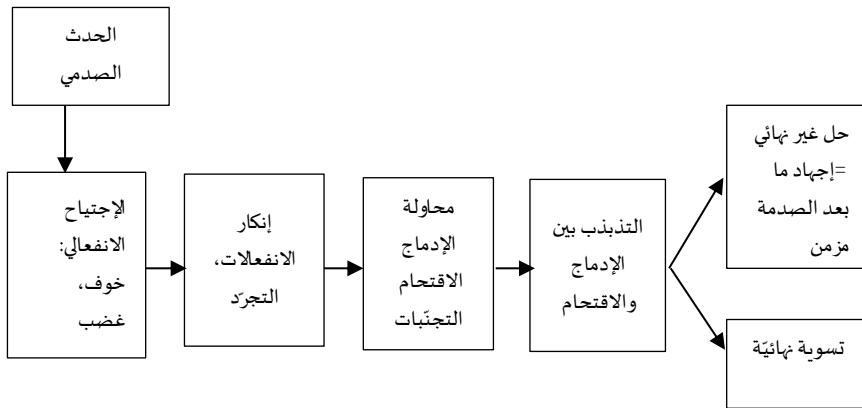 الحدث
الصدمي
الإجتياح
الانفعالي:
خوف،
غضب
إنكار
الانفعالات،
التجرّد
محاولة
الإدماج
الاقتحام
التجنّبات
التذبذب بين
الإدماج
والاقتحام
حل غير نهائي
=إجهاد ما
بعد الصدمة
مزمن
تسوية نهائيّة